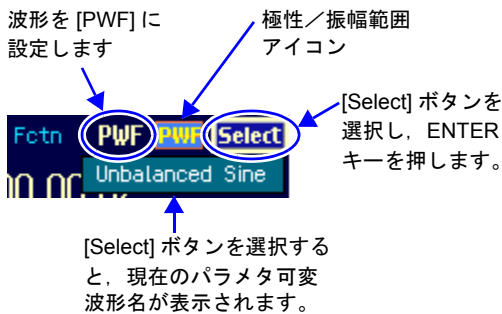 波形を [PWF] に
設定します
極性／振幅範囲
アイコン
[Select] ボタンを
選択し，ENTER
キーを押します。
Fctn PWF PWF Select
Unbalanced Sine
[Select] ボタンを選択する
と，現在のパラメタ可変
波形名が表示されます。